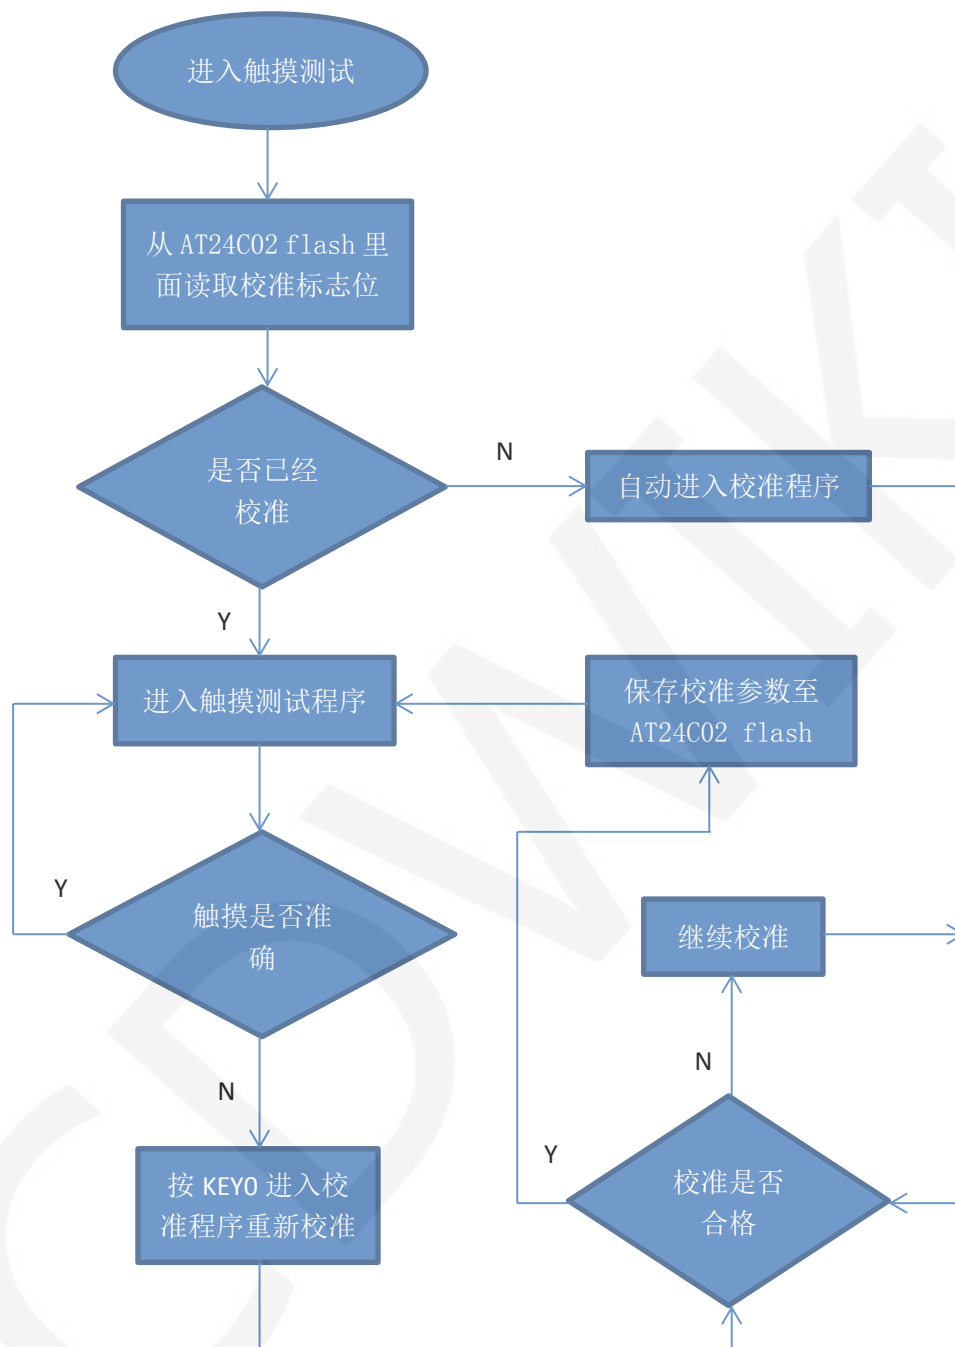 进入触摸测试
从 AT24C02 flash 里
面读取校准标志位
是否已经
校准
N
自动进入校准程序
Y
进入触摸测试程序
保存校准参数至
AT24C02 flash
触摸是否准
确
Y
继续校准
N
N
按 KEY0 进入校
准程序重新校准
Y
校准是否
合格